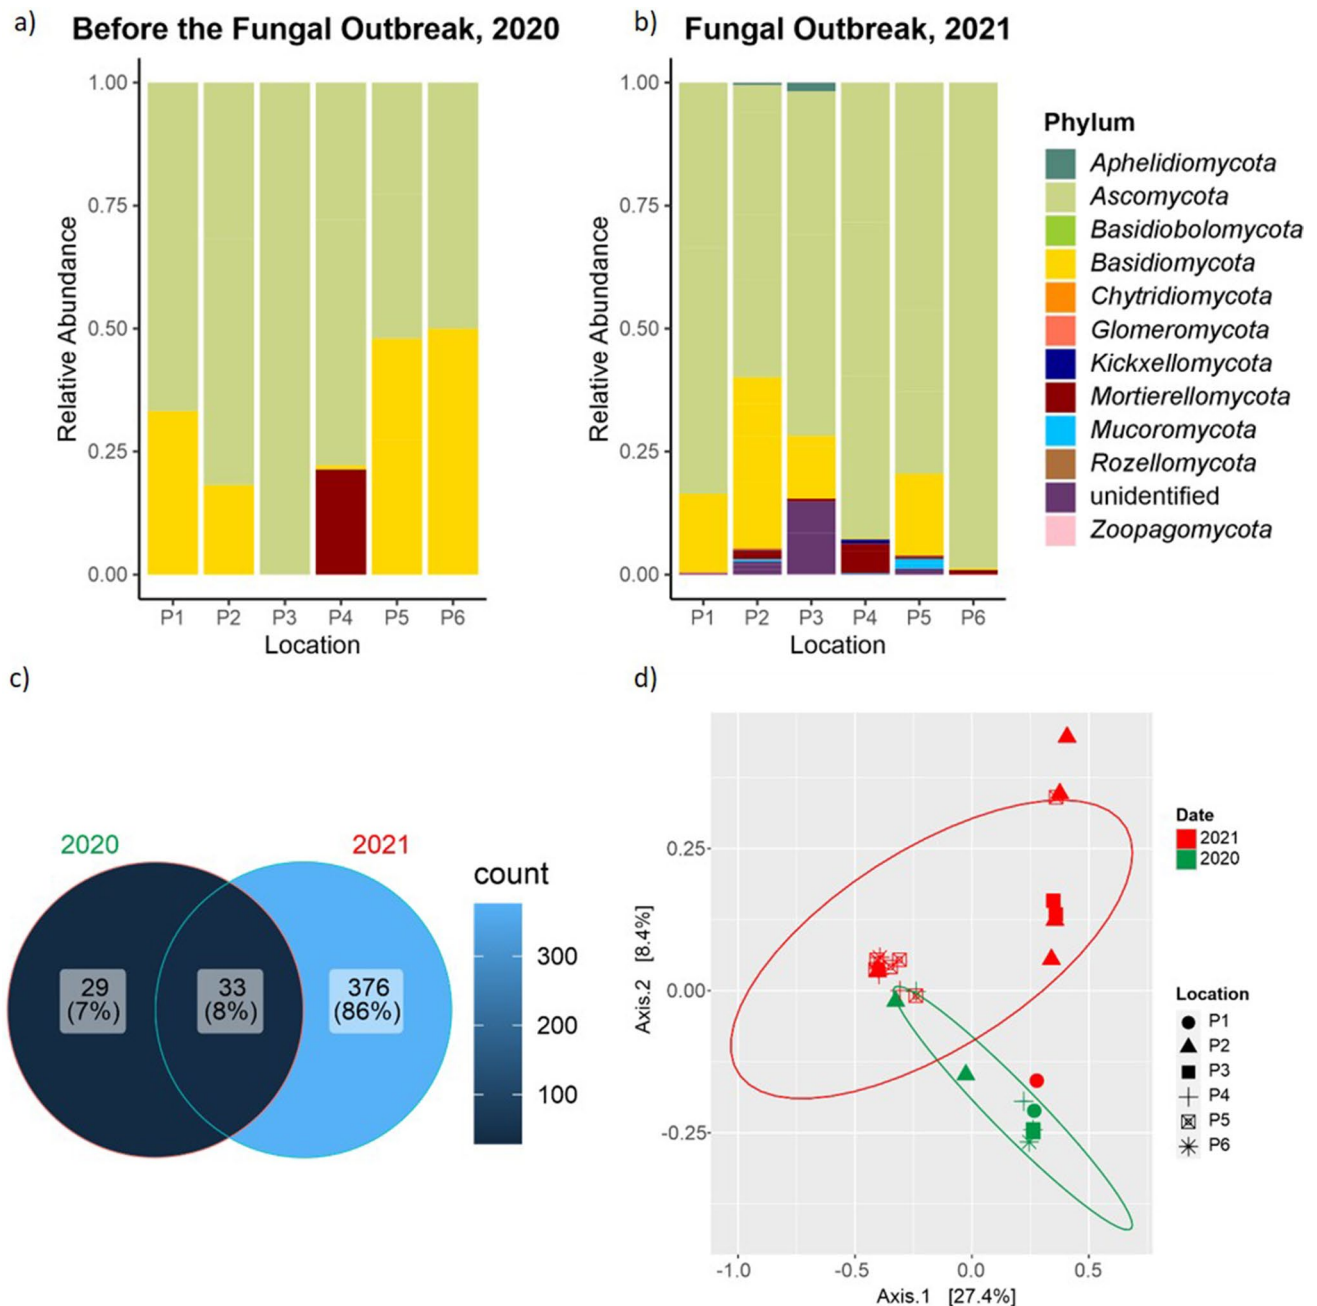 a) Before the Fungal Outbreak, 2020
Relative Abundance
1.00
0.75
0.50
0.25
0.00
P1 P2 P3 P4 P5 P6
Location
b) Fungal Outbreak, 2021
Relative Abundance
1.00
0.75
0.50
0.25
0.00
P1 P2 P3 P4 P5 P6
Location
Phylum
Aphelidiomycota
Ascomycota
Basidiobolomycota
Basidiomycota
Chytridiomycota
Glomeromycota
Kickxellomycota
Mortierellomycota
Mucoromycota
Rozellomycota
unidentified
Zoopagomycota
c)
2020 2021
29 33 376
(7%) (8%) (86%)
count
300
200
100
d)
Axis.2 [8.4%]
0.25
0.00
-0.25
-1.0 -0.5 0.0 0.5
Axis.1 [27.4%]
Date
2021
2020
Location
P1
P2
P3
P4
P5
P6